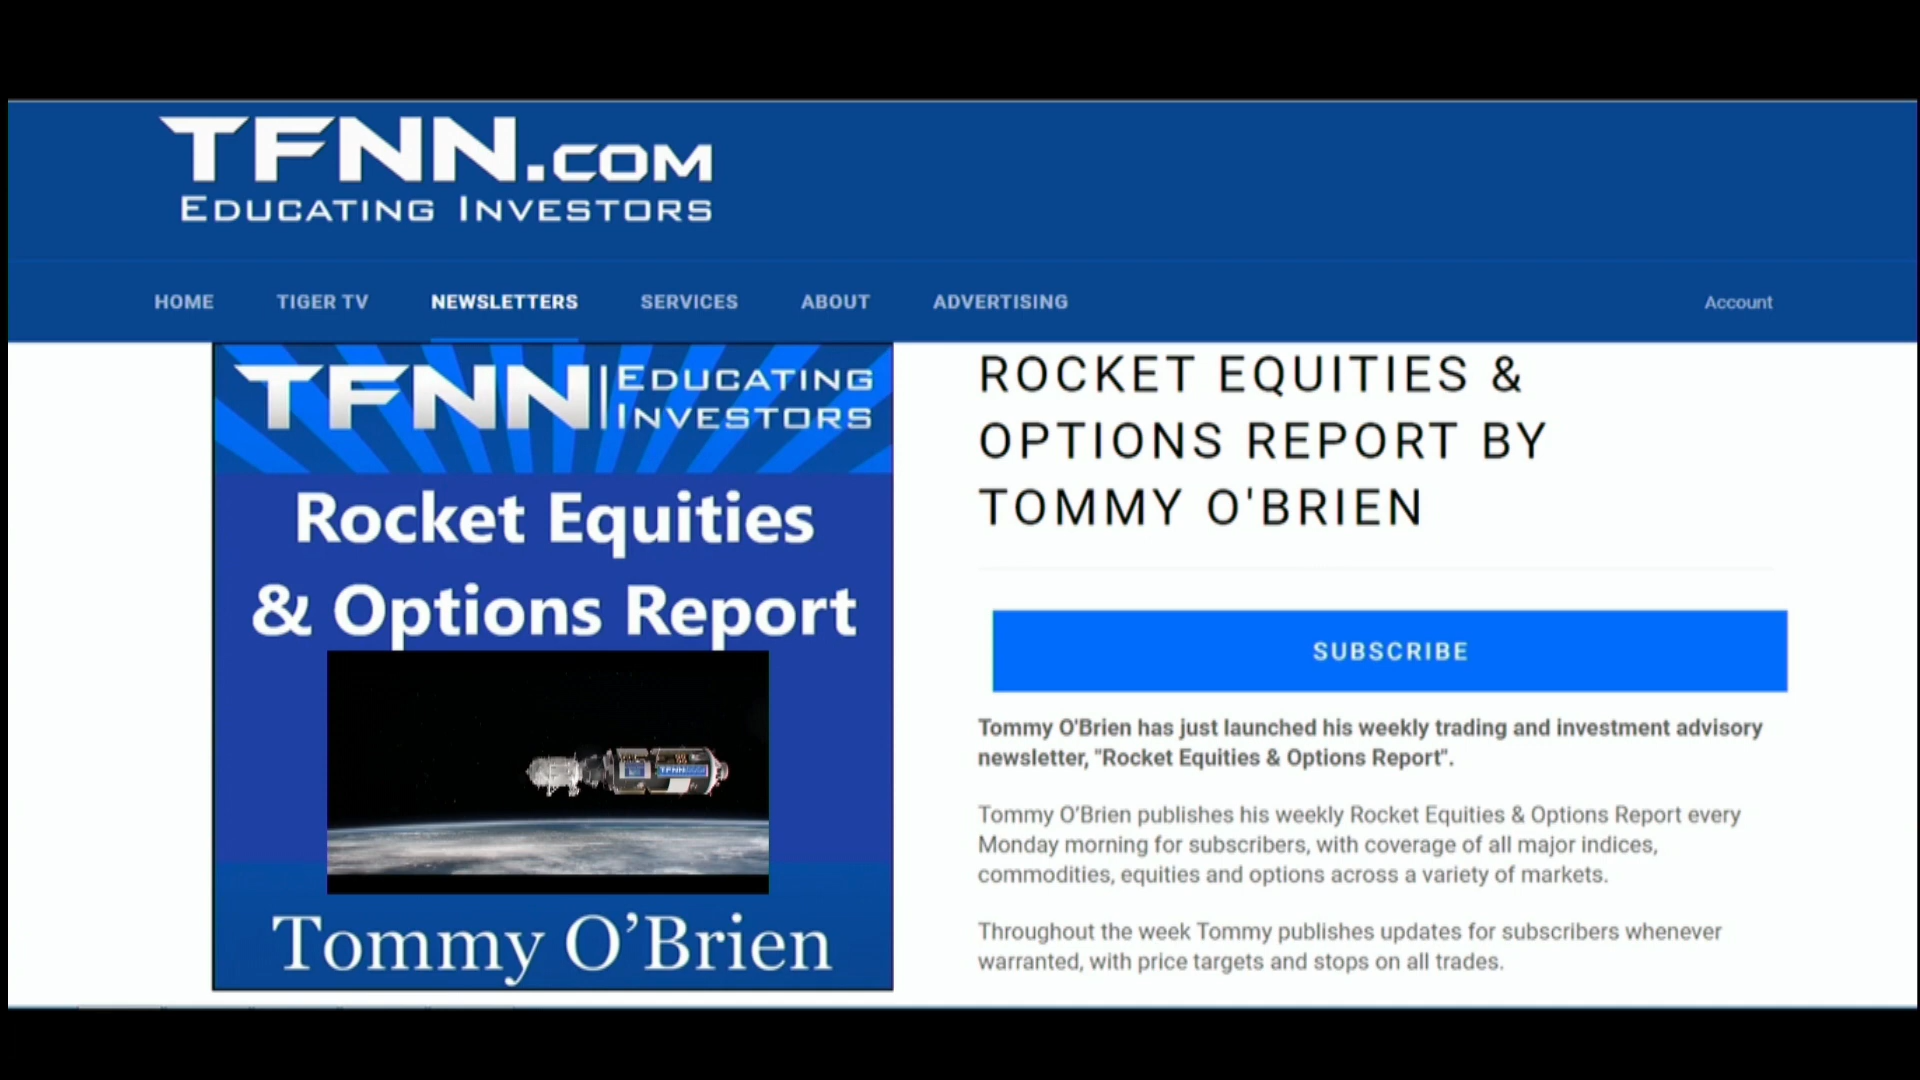 TFNN.COM
EDUCATING INVESTORS
HOME TIGER TV NEWSLETTERS SERVICES ABOUT ADVERTISING Account
TFNN EDUCATING
INVESTORS
Rocket Equities
& Options Report
TFNN
Tommy O’Brien
ROCKET EQUITIES &
OPTIONS REPORT BY
TOMMY O'BRIEN
SUBSCRIBE
Tommy O'Brien has just launched his weekly trading and investment advisory
newsletter, "Rocket Equities & Options Report".
Tommy O'Brien publishes his weekly Rocket Equities & Options Report every
Monday morning for subscribers, with coverage of all major indices,
commodities, equities and options across a variety of markets.
Throughout the week Tommy publishes updates for subscribers whenever
warranted, with price targets and stops on all trades.